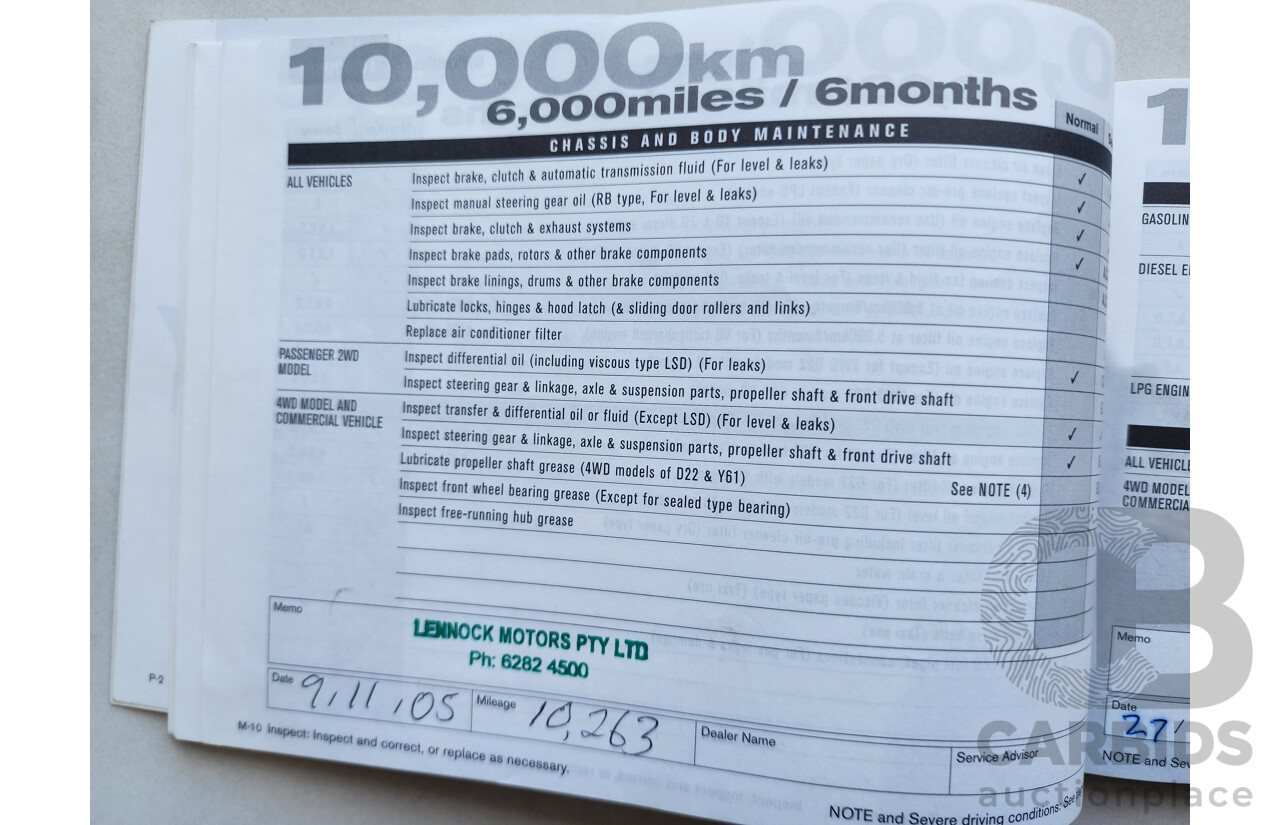 10,000km
6,000miles / 6months
CHASSIS AND BODY MAINTENANCE
Normal
ALL VEHICLES
Inspect brake, clutch & automatic transmission fluid (For level & leaks) ✓
Inspect manual steering gear oil (RB type, For level & leaks) ✓
Inspect brake, clutch & exhaust systems ✓
Inspect brake pads, rotors & other brake components ✓
Inspect brake linings, drums & other brake components
Lubricate locks, hinges & hood latch (& sliding door rollers and links)
Replace air conditioner filter
PASSENGER 2WD
MODEL
Inspect differential oil (including viscous type LSD) (For leaks)
Inspect steering gear & linkage, axle & suspension parts, propeller shaft & front drive shaft ✓
4WD MODEL AND
COMMERCIAL VEHICLE
Inspect transfer & differential oil or fluid (Except LSD) (For level & leaks) ✓
Inspect steering gear & linkage, axle & suspension parts, propeller shaft & front drive shaft ✓
Lubricate propeller shaft grease (4WD models of D22 & Y61) See NOTE (4)
Inspect front wheel bearing grease (Except for sealed type bearing)
Inspect free-running hub grease
Memo
LENNOCK MOTORS PTY LTD
Ph: 6282 4500
Date 9,11,05
Mileage 10,263
Dealer Name
Service Advisor
M-10 Inspect: Inspect and correct, or replace as necessary.
NOTE and Severe driving conditions: See
P-2
1
GASOLIN
DIESEL E
LPG ENGIN
ALL VEHICL
4WD MODEL
COMMERCIA
Memo
Date
27/
NOTE and Sev
CARBIDS
auctionplace